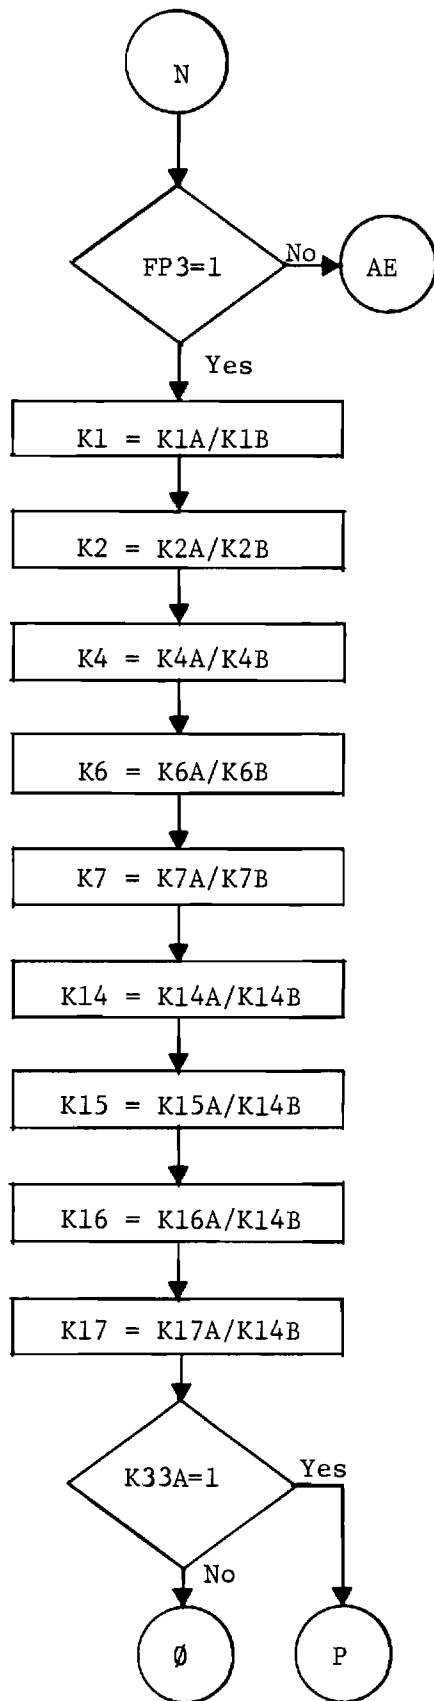 N
FP3=1
No
AE
Yes
K1 = K1A/K1B
K2 = K2A/K2B
K4 = K4A/K4B
K6 = K6A/K6B
K7 = K7A/K7B
K14 = K14A/K14B
K15 = K15A/K14B
K16 = K16A/K14B
K17 = K17A/K14B
K33A=1
Yes
No
Ø
P